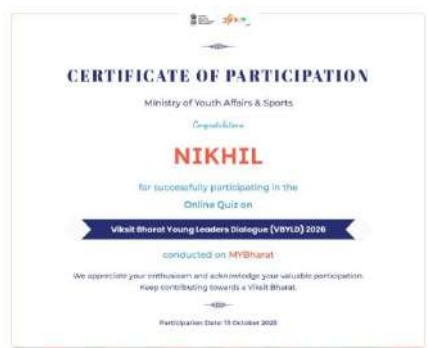 CERTIFICATE OF PARTICIPATION
Ministry of Youth Affairs & Sports
Congratulations
NIKHIL
for successfully participating in the
Online Quiz on
Viksit Bharat Young Leaders Dialogue (VBYLD) 2026
conducted on MYBharat
We appreciate your enthusiasm and acknowledge your valuable participation.
Keep contributing towards a Viksit Bharat.
Participation Date: 13 October 2025